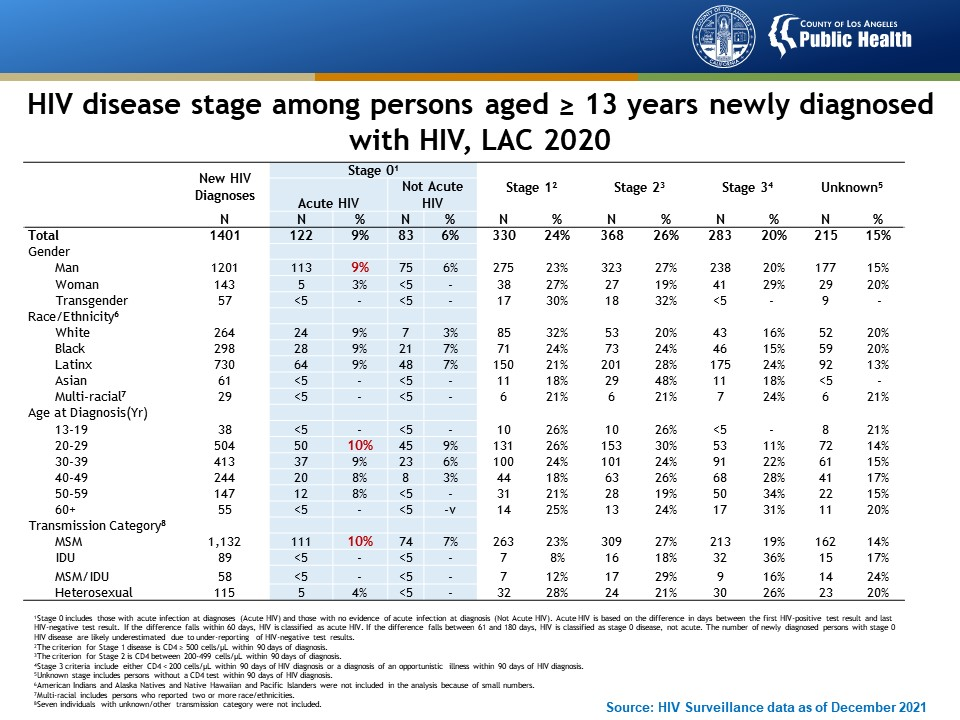 COUNTY OF LOS ANGELES
Public Health
HIV disease stage among persons aged ≥ 13 years newly diagnosed
with HIV, LAC 2020
New HIV Diagnoses Stage 0¹ Stage 1² Stage 2³ Stage 3⁴ Unknown⁵
Acute HIV Not Acute HIV
N N % N % N % N % N % N %
Total 1401 122 9% 83 6% 330 24% 368 26% 283 20% 215 15%
Gender
Man 1201 113 9% 75 6% 275 23% 323 27% 238 20% 177 15%
Woman 143 5 3% <5 - 38 27% 27 19% 41 29% 29 20%
Transgender 57 <5 - <5 - 17 30% 18 32% <5 - 9 -
Race/Ethnicity⁶
White 264 24 9% 7 3% 85 32% 53 20% 43 16% 52 20%
Black 298 28 9% 21 7% 71 24% 73 24% 46 15% 59 20%
Latinx 730 64 9% 48 7% 150 21% 201 28% 175 24% 92 13%
Asian 61 <5 - <5 - 11 18% 29 48% 11 18% <5 -
Multi-racial⁷ 29 <5 - <5 - 6 21% 6 21% 7 24% 6 21%
Age at Diagnosis(Yr)
13-19 38 <5 - <5 - 10 26% 10 26% <5 - 8 21%
20-29 504 50 10% 45 9% 131 26% 153 30% 53 11% 72 14%
30-39 413 37 9% 23 6% 100 24% 101 24% 91 22% 61 15%
40-49 244 20 8% 8 3% 44 18% 63 26% 68 28% 41 17%
50-59 147 12 8% <5 - 31 21% 28 19% 50 34% 22 15%
60+ 55 <5 - <5 -v 14 25% 13 24% 17 31% 11 20%
Transmission Category⁸
MSM 1,132 111 10% 74 7% 263 23% 309 27% 213 19% 162 14%
IDU 89 <5 - <5 - 7 8% 16 18% 32 36% 15 17%
MSM/IDU 58 <5 - <5 - 7 12% 17 29% 9 16% 14 24%
Heterosexual 115 5 4% <5 - 32 28% 24 21% 30 26% 23 20%
¹Stage 0 includes those with acute infection at diagnoses (Acute HIV) and those with no evidence of acute infection at diagnosis (Not Acute HIV). Acute HIV is based on the difference in days between the first HIV-positive test result and last
HIV-negative test result. If the difference falls within 60 days, HIV is classified as acute HIV. If the difference falls between 61 and 180 days, HIV is classified as stage 0 disease, not acute. The number of newly diagnosed persons with stage 0
HIV disease are likely underestimated due to under-reporting of HIV-negative test results.
²The criterion for Stage 1 disease is CD4 ≥ 500 cells/µL within 90 days of diagnosis.
³The criterion for Stage 2 is CD4 between 200-499 cells/µL within 90 days of diagnosis.
⁴Stage 3 criteria include either CD4 < 200 cells/µL within 90 days of HIV diagnosis or a diagnosis of an opportunistic illness within 90 days of HIV diagnosis.
⁵Unknown stage includes persons without a CD4 test within 90 days of HIV diagnosis.
⁶American Indians and Alaska Natives and Native Hawaiian and Pacific Islanders were not included in the analysis because of small numbers.
⁷Multi-racial includes persons who reported two or more race/ethnicities.
⁸Seven individuals with unknown/other transmission category were not included.
Source: HIV Surveillance data as of December 2021